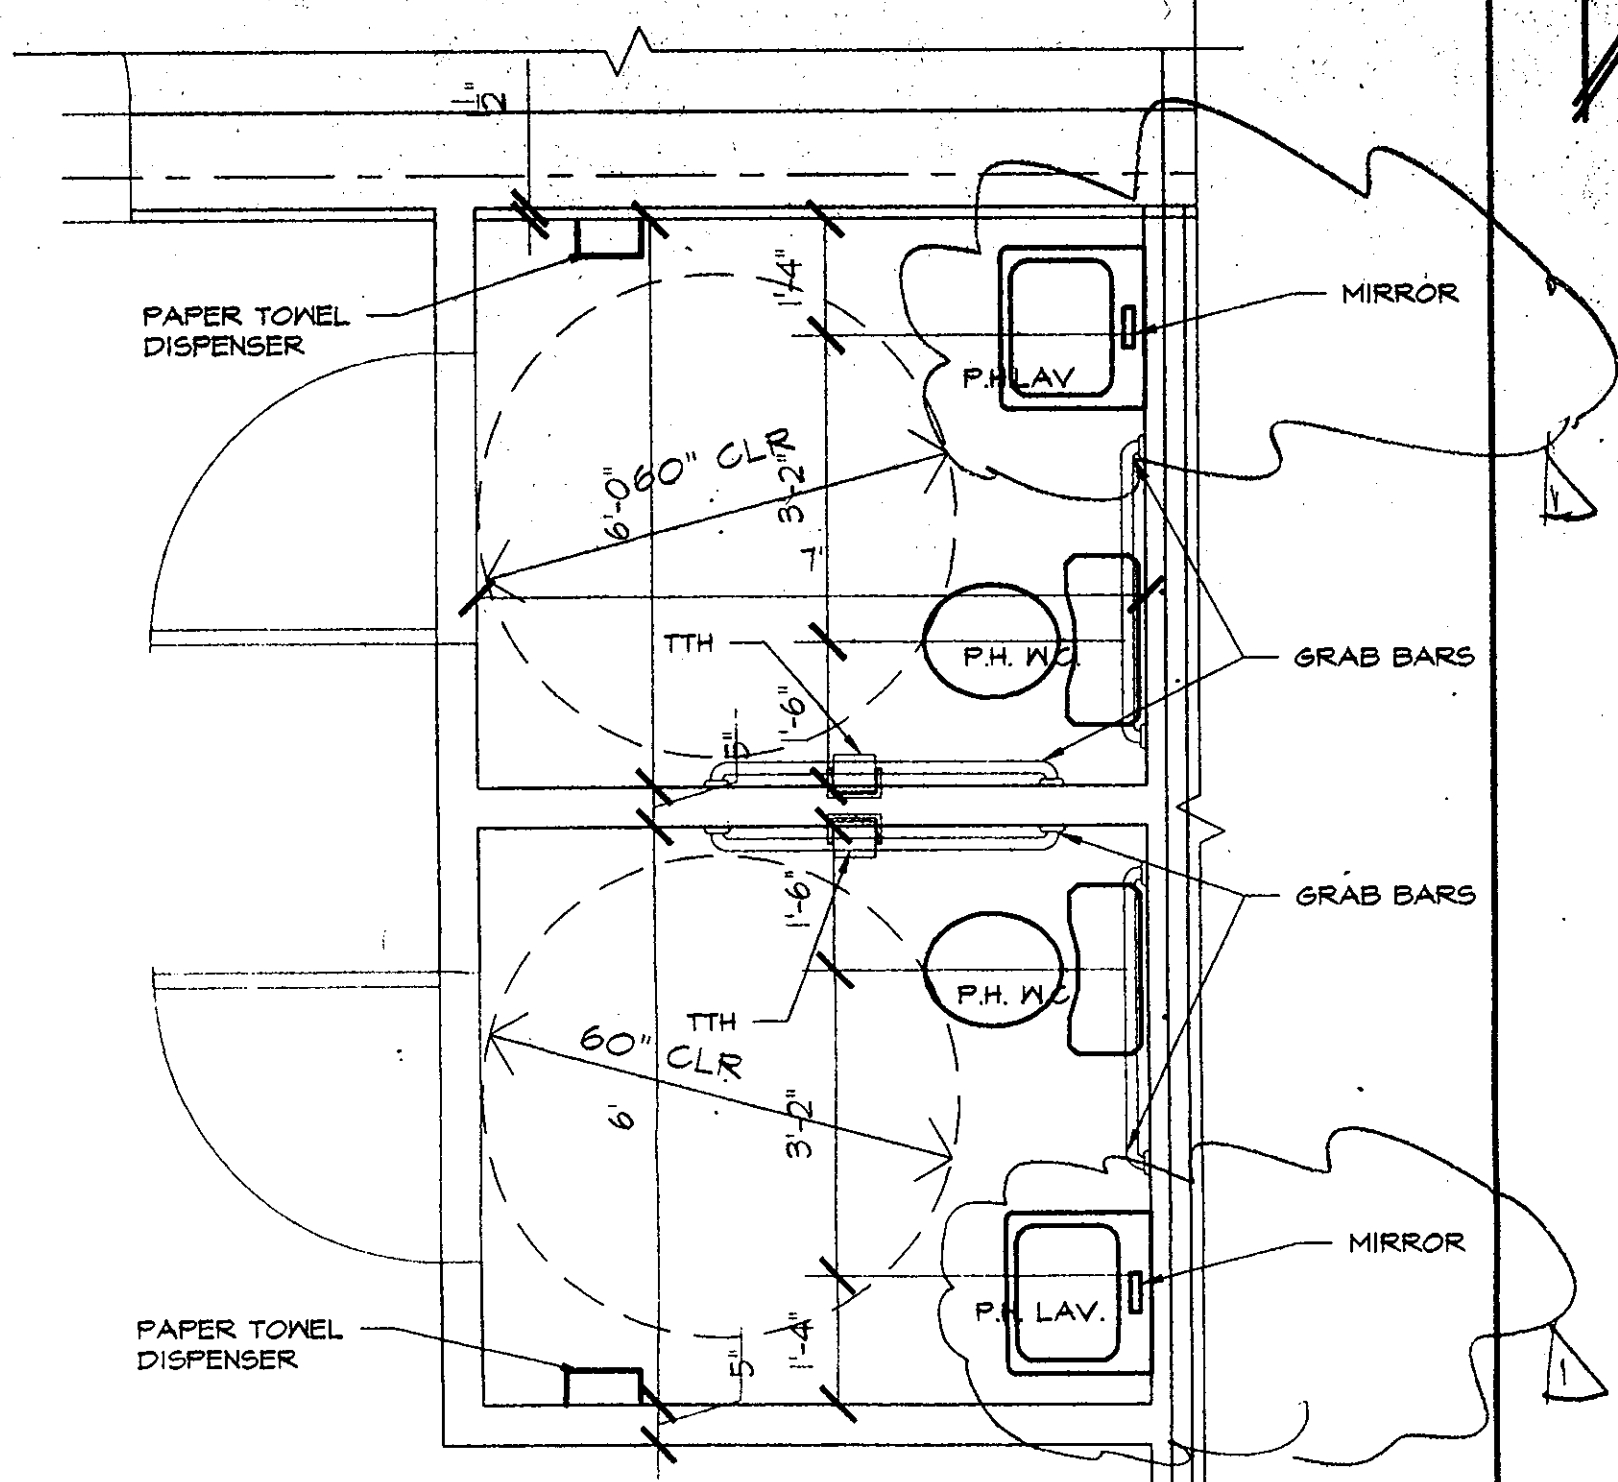 1"
2
PAPER TOWEL
DISPENSER
1'-4"
MIRROR
P.H. LAV
60" CLR
6'-0"
3'-2"
7'
TTH
P.H. W.C.
GRAB BARS
1'-6"
5"
1'-6"
GRAB BARS
P.H. W.C.
TTH
60" CLR
6'
3'-2"
MIRROR
P.H. LAV.
PAPER TOWEL
DISPENSER
5"
1'-4"
1